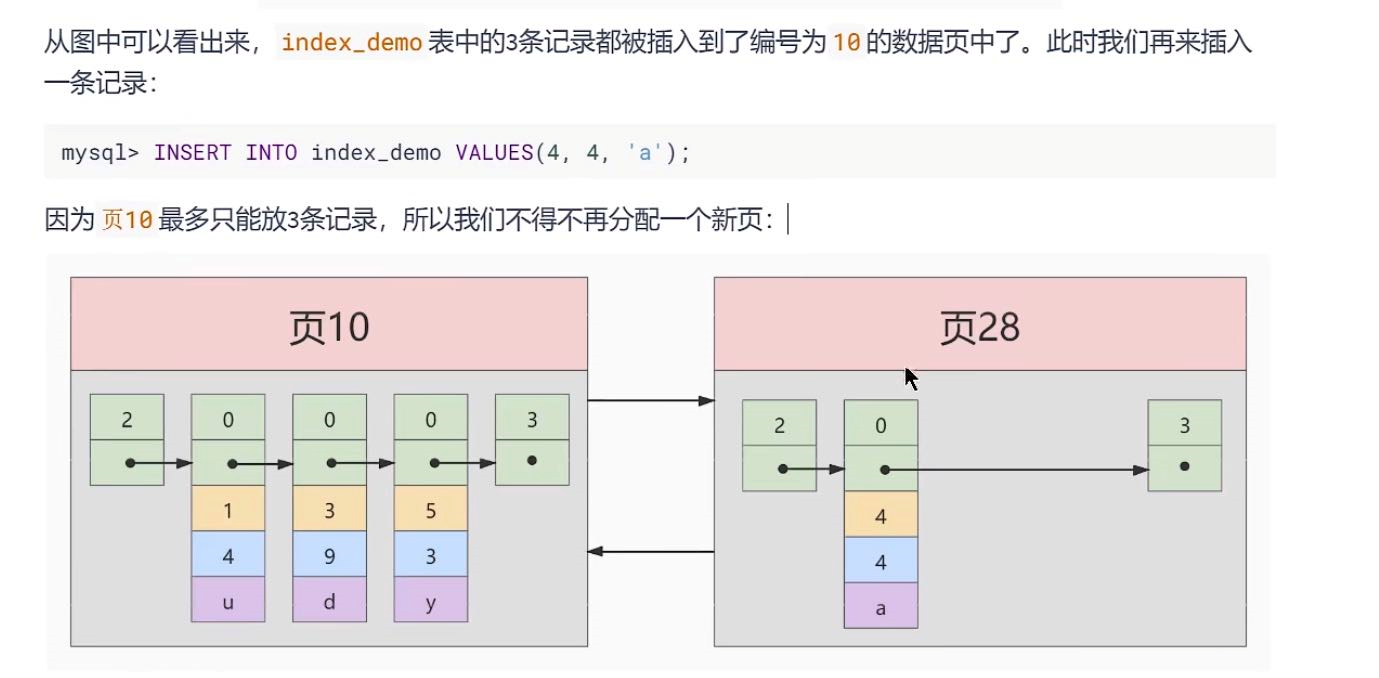 从图中可以看出来，index_demo表中的3条记录都被插入到了编号为10的数据页中了。此时我们再来插入
一条记录：
mysql> INSERT INTO index_demo VALUES(4, 4, 'a');
因为页10最多只能放3条记录，所以我们不得不再分配一个新页：
页10 页28
2 0 0 0 3 2 0 3
1 3 5 4
4 9 3 4
u d y a